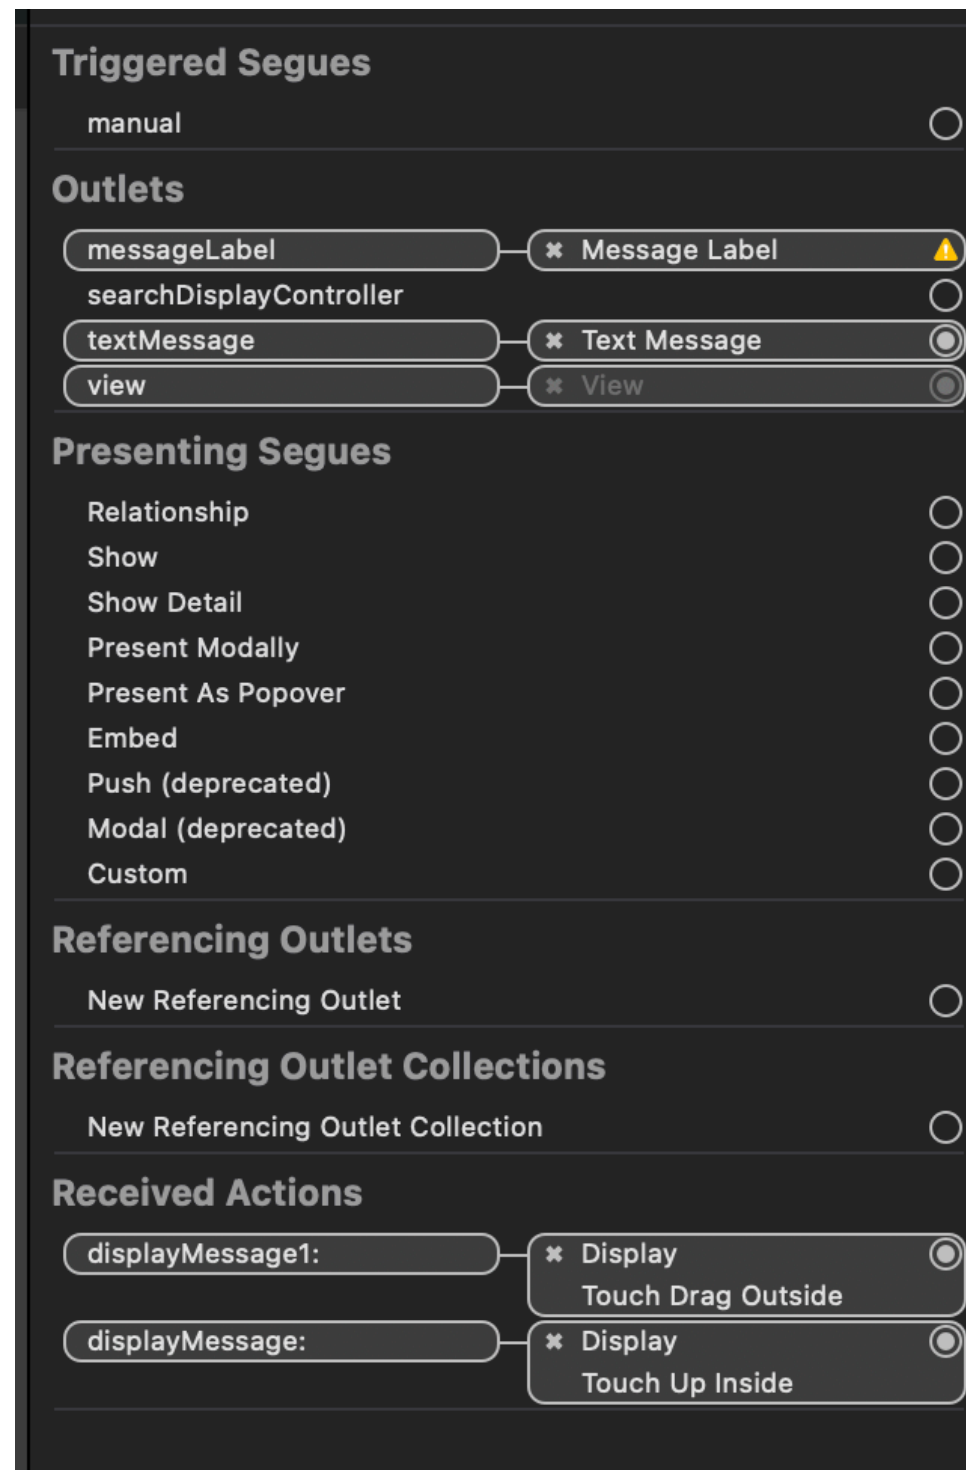 Triggered Segues
manual
Outlets
messageLabel ✖ Message Label
searchDisplayController
textMessage ✖ Text Message
view ✖ View
Presenting Segues
Relationship
Show
Show Detail
Present Modally
Present As Popover
Embed
Push (deprecated)
Modal (deprecated)
Custom
Referencing Outlets
New Referencing Outlet
Referencing Outlet Collections
New Referencing Outlet Collection
Received Actions
displayMessage1: ✖ Display
Touch Drag Outside
displayMessage: ✖ Display
Touch Up Inside